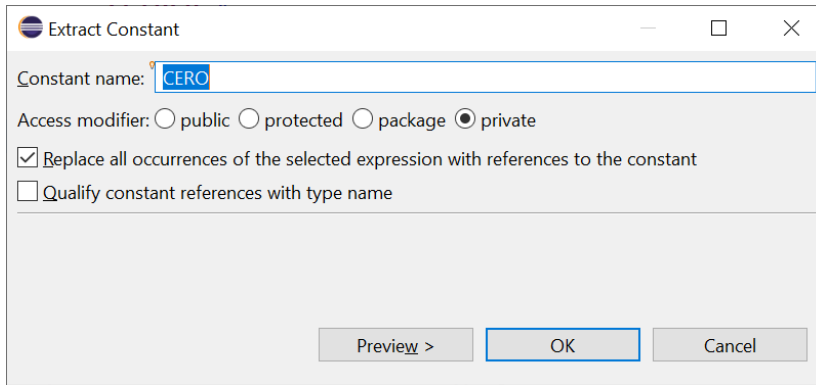 Extract Constant
Constant name: CERO
Access modifier: public protected package private
Replace all occurrences of the selected expression with references to the constant
Qualify constant references with type name
Preview > OK Cancel